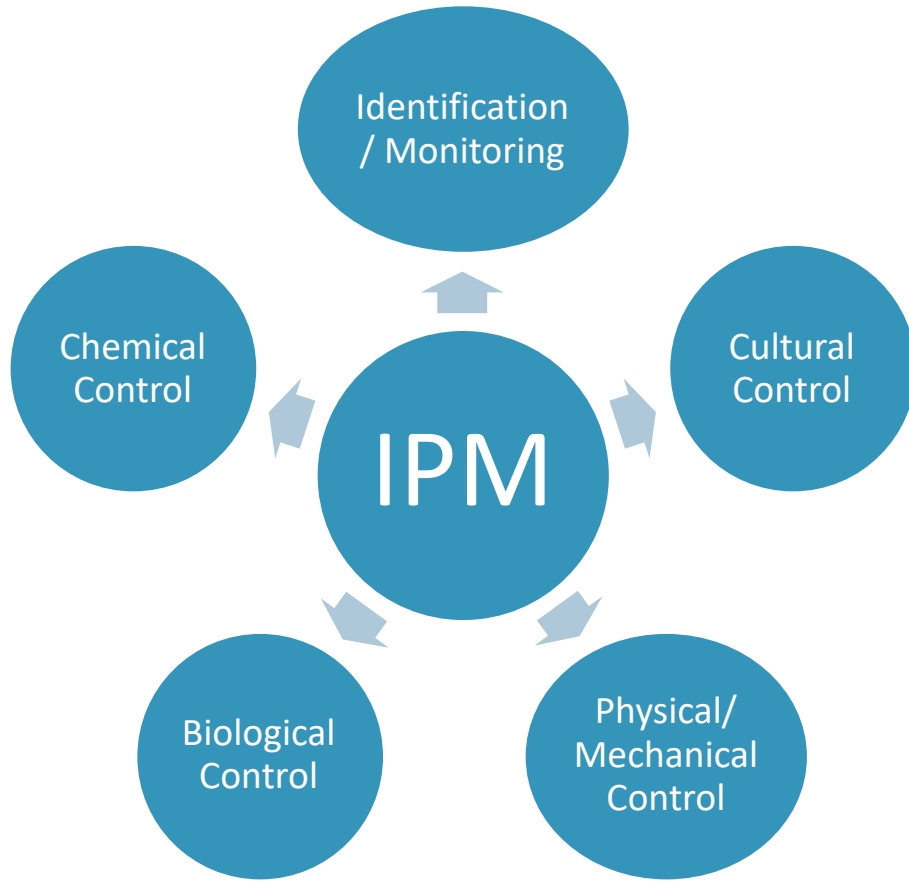 Identification
/ Monitoring
Chemical
Control
Cultural
Control
IPM
Biological
Control
Physical/
Mechanical
Control